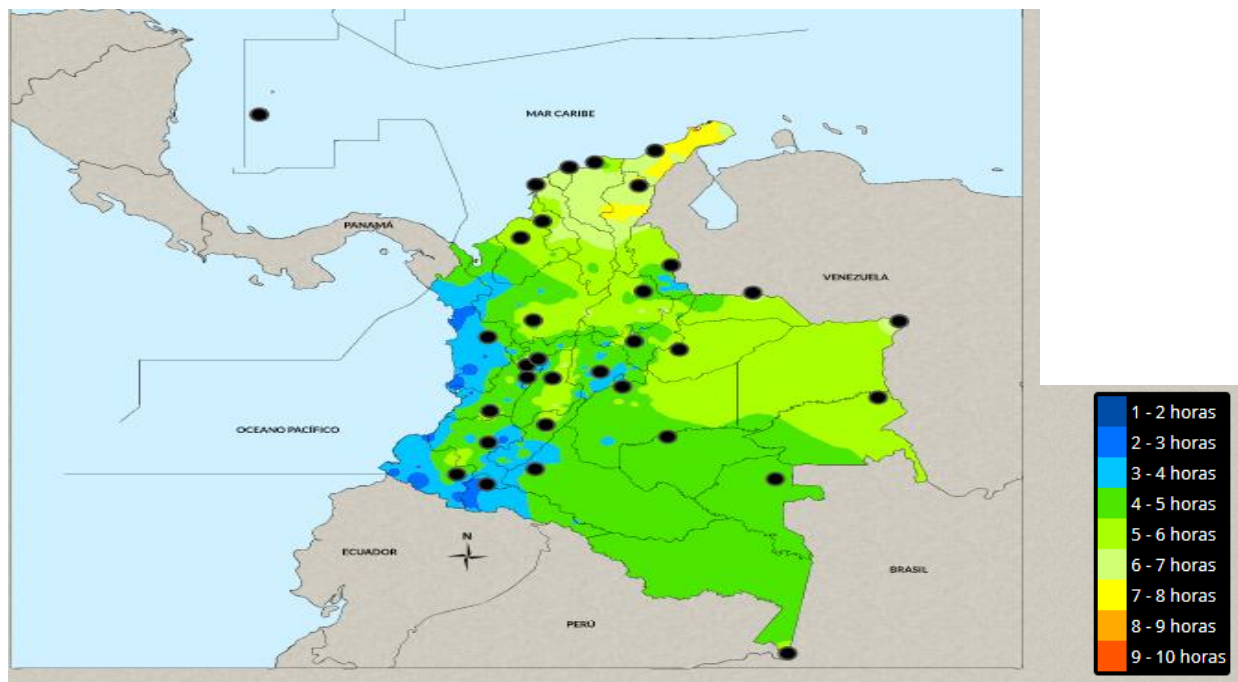 MAR CARIBE
PANAMÁ
VENEZUELA
OCEANO PACÍFICO
N
ECUADOR
BRASIL
PERÚ
1 - 2 horas
2 - 3 horas
3 - 4 horas
4 - 5 horas
5 - 6 horas
6 - 7 horas
7 - 8 horas
8 - 9 horas
9 - 10 horas